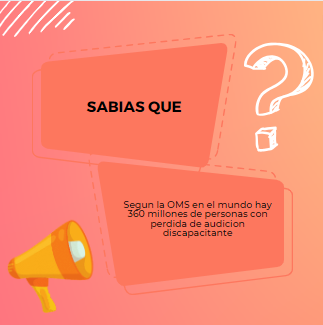 SABIAS QUE
Segun la OMS en el mundo hay
360 millones de personas con
perdida de audicion
discapacitante